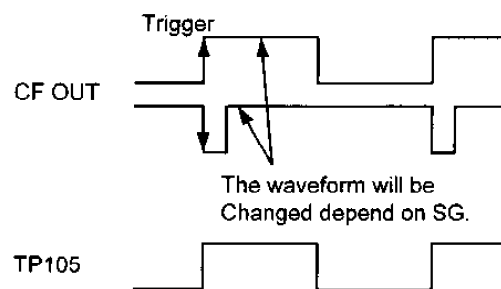 Trigger
CF OUT
The waveform will be
Changed depend on SG.
TP105